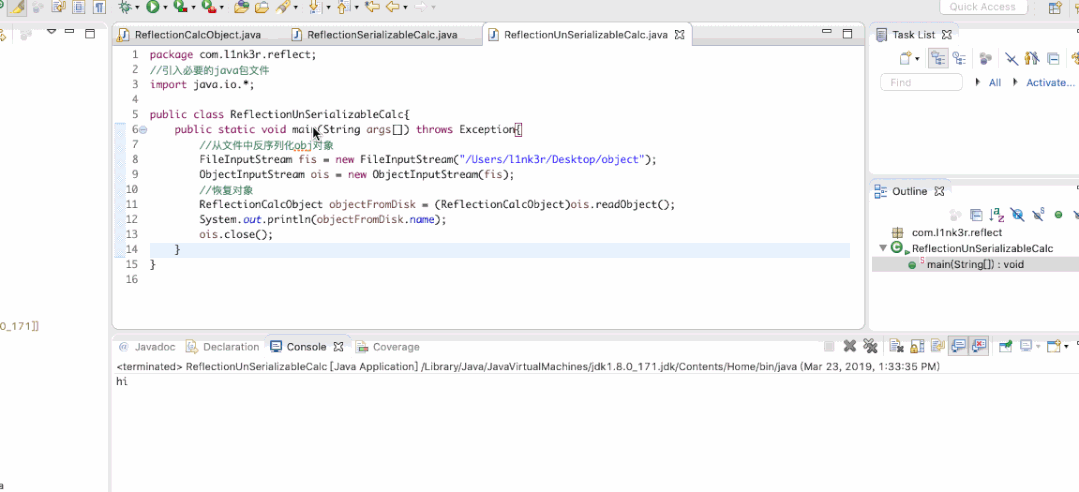 Quick Access
ReflectionCalcObject.java
ReflectionSerializableCalc.java
ReflectionUnSerializableCalc.java
1 package com.l1nk3r.reflect;
2 //引入必要的java包文件
3 import java.io.*;
4
5 public class ReflectionUnSerializableCalc{
6 public static void main(String args[]) throws Exception{
7 //从文件中反序列化obj对象
8 FileInputStream fis = new FileInputStream("/Users/l1nk3r/Desktop/object");
9 ObjectInputStream ois = new ObjectInputStream(fis);
10 //恢复对象
11 ReflectionCalcObject objectFromDisk = (ReflectionCalcObject)ois.readObject();
12 System.out.println(objectFromDisk.name);
13 ois.close();
14 }
15 }
16
0_171]]
Task List
Find
All
Activate...
Outline
com.l1nk3r.reflect
ReflectionUnSerializableCalc
main(String[]) : void
@ Javadoc
Declaration
Console
Coverage
<terminated> ReflectionUnSerializableCalc [Java Application] /Library/Java/JavaVirtualMachines/jdk1.8.0_171.jdk/Contents/Home/bin/java (Mar 23, 2019, 1:33:35 PM)
hi